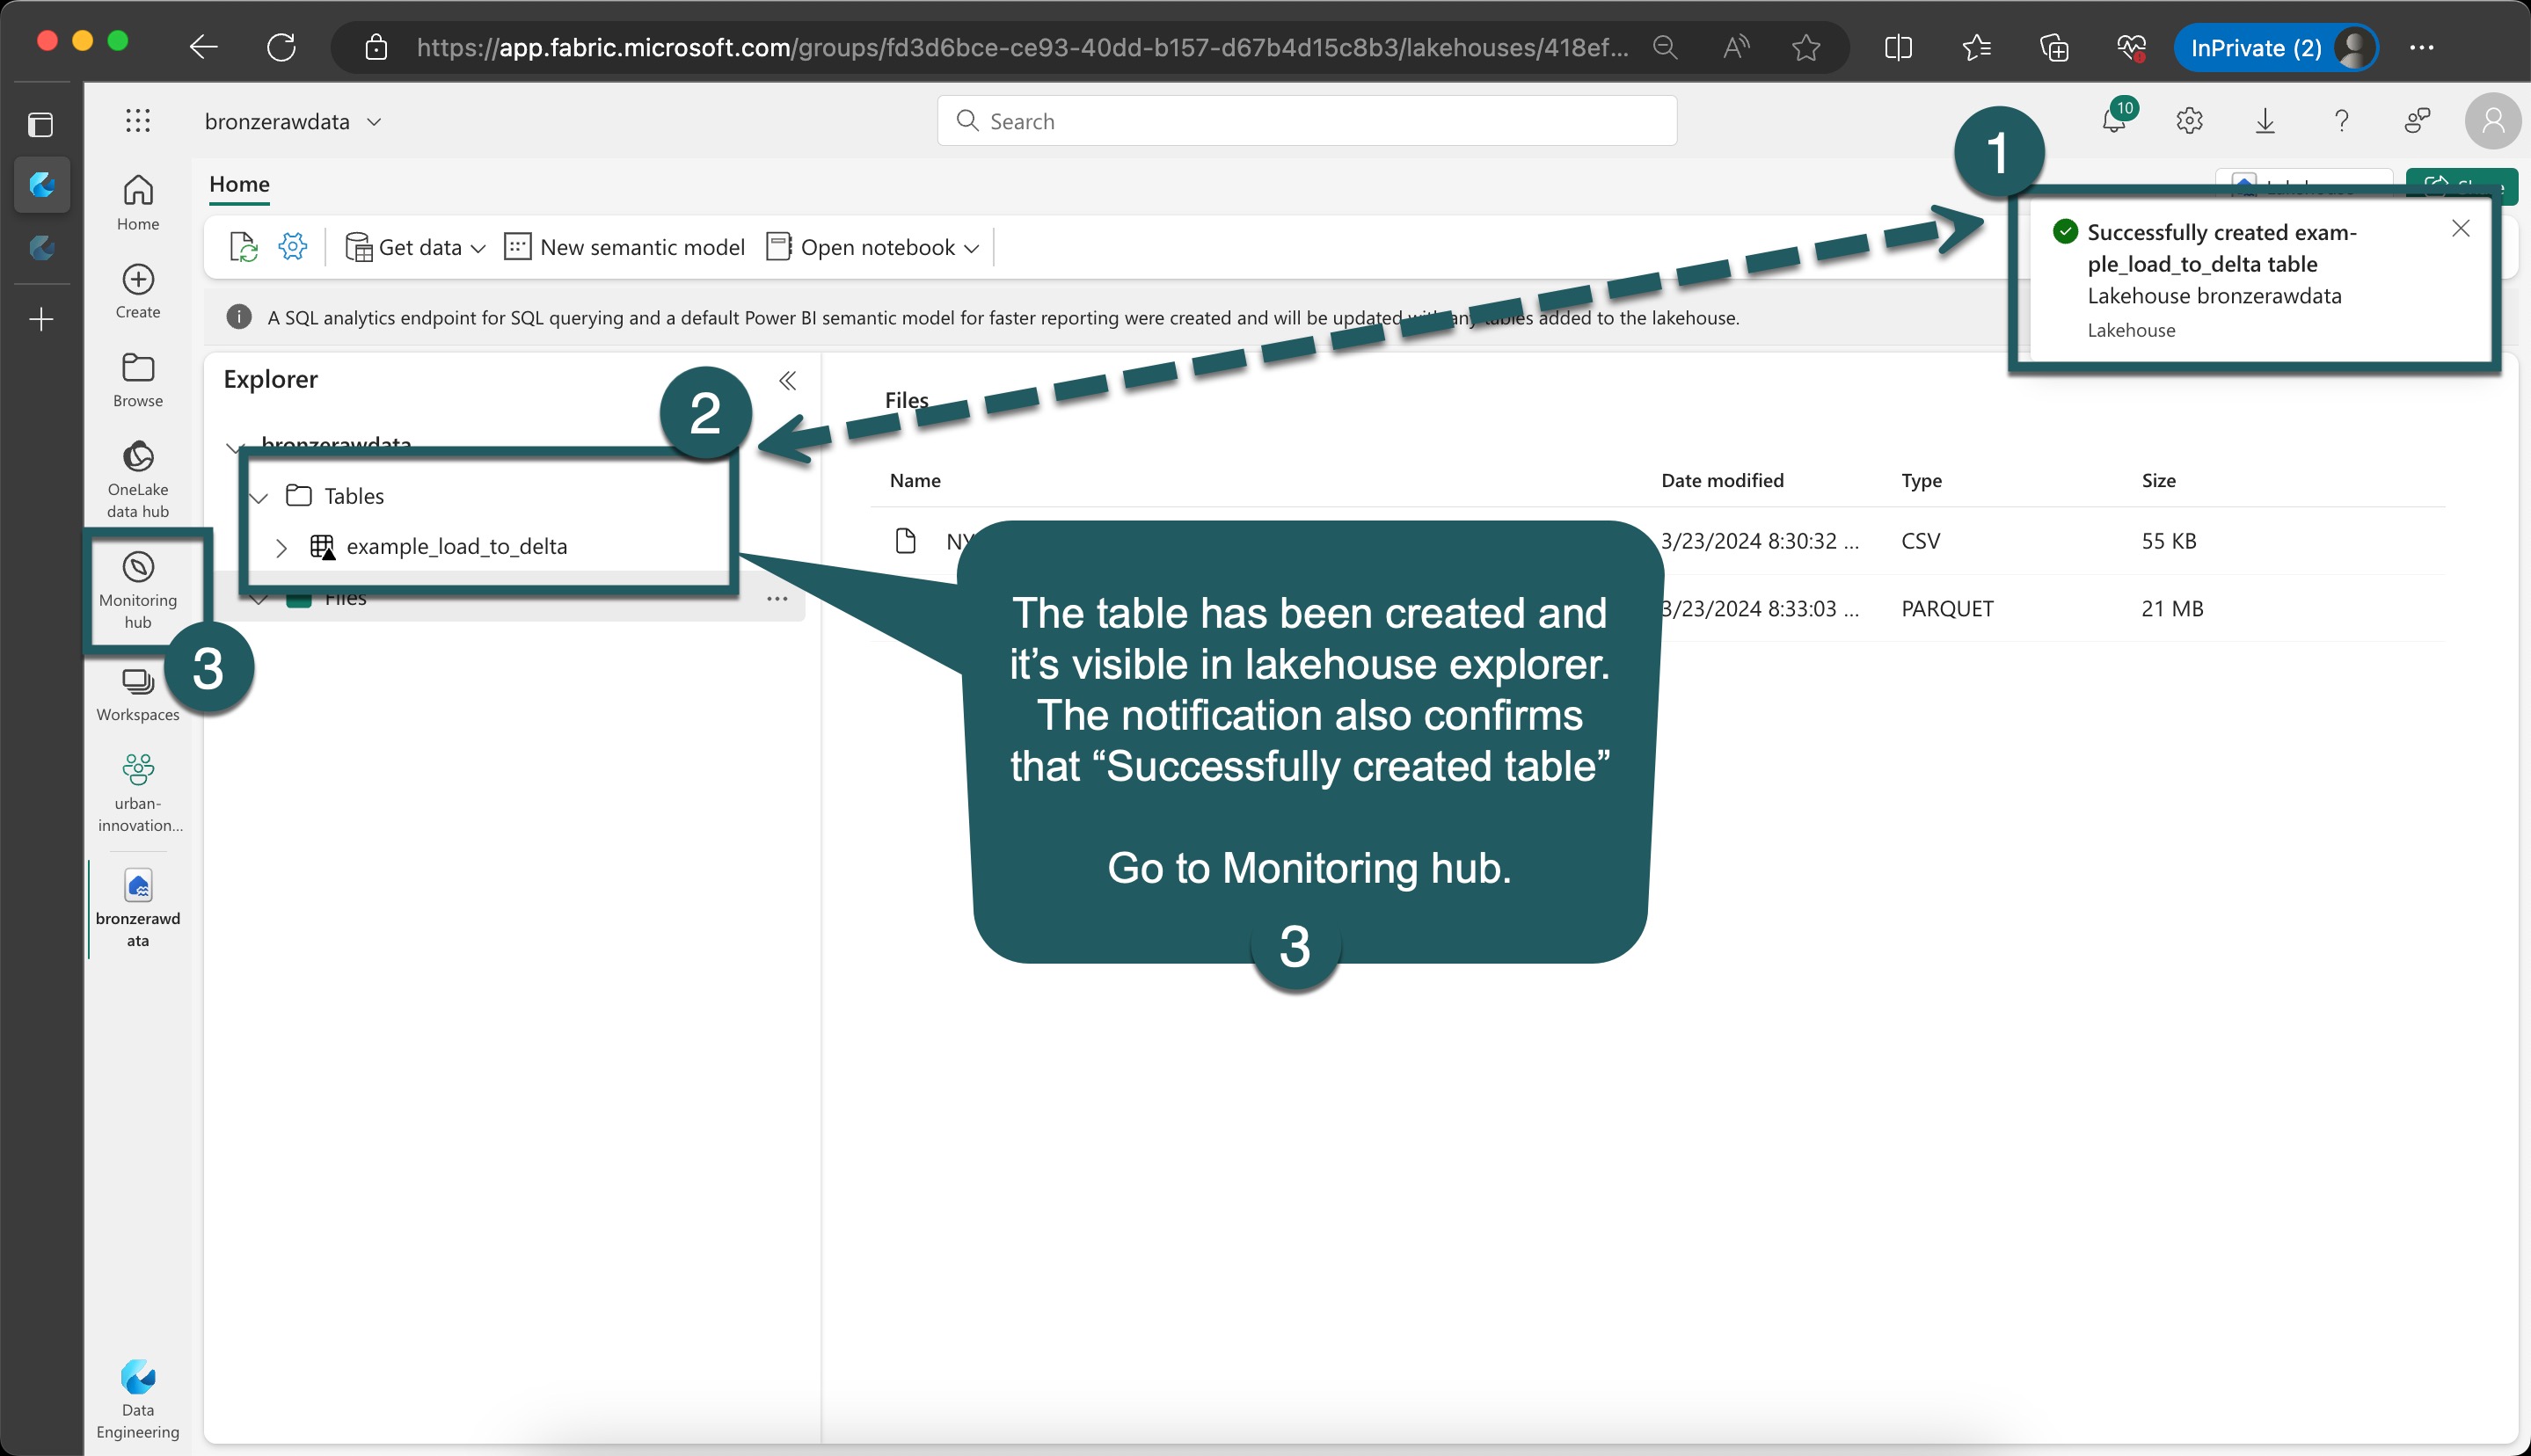 https://app.fabric.microsoft.com/groups/fd3d6bce-ce93-40dd-b157-d67b4d15c8b3/lakehouses/418ef...
InPrivate (2)
bronzerawdata
Search
10
1
Home
Lakehouse
Share
Get data
New semantic model
Open notebook
Successfully created exam-
ple_load_to_delta table
Lakehouse bronzerawdata
Lakehouse
A SQL analytics endpoint for SQL querying and a default Power BI semantic model for faster reporting were created and will be updated with any tables added to the lakehouse.
Home
Create
Browse
OneLake
data hub
Monitoring
hub
3
Workspaces
urban-
innovation...
bronzerawd
ata
Data
Engineering
Explorer
2
bronzerawdata
Tables
example_load_to_delta
Files
...
Files
Name Date modified Type Size
NY
3/23/2024 8:30:32 ... CSV 55 KB
3/23/2024 8:33:03 ... PARQUET 21 MB
The table has been created and
it’s visible in lakehouse explorer.
The notification also confirms
that “Successfully created table”
Go to Monitoring hub.
3